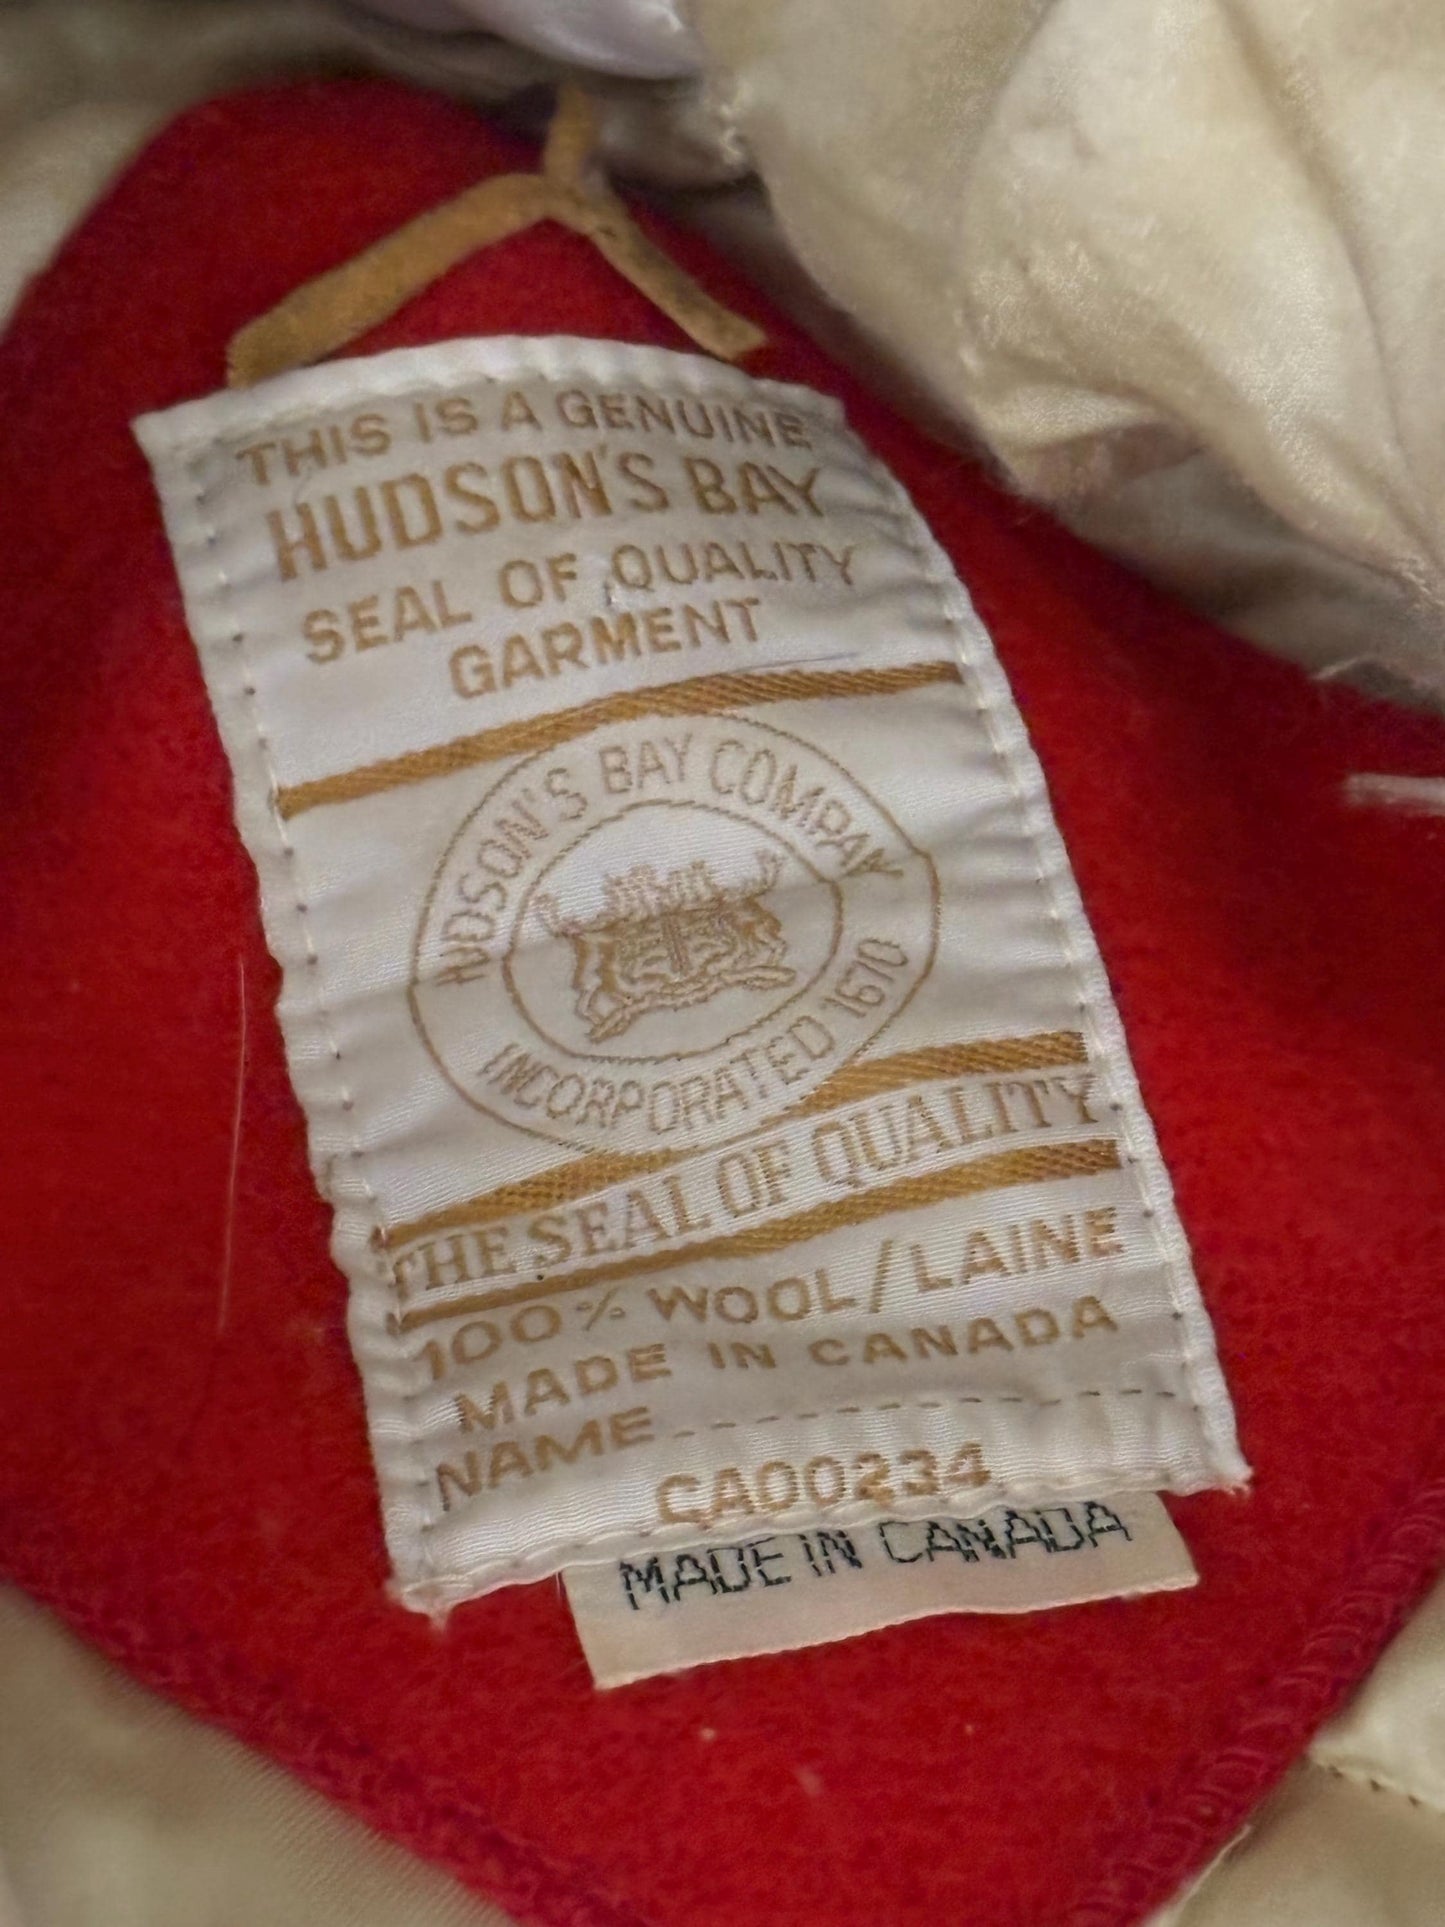 THIS IS A GENUINE
HUDSON'S BAY
SEAL OF QUALITY
GARMENT
HUDSON'S BAY COMPANY
INCORPORATED 1670
THE SEAL OF QUALITY
100% WOOL/LAINE
MADE IN CANADA
NAME
CA00234
MADE IN CANADA